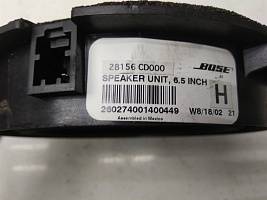 28156 CD000
BOSE
SPEAKER UNIT, 6.5 INCH
H
260274001400449
W8/18/02 21
Assembled in Mexico